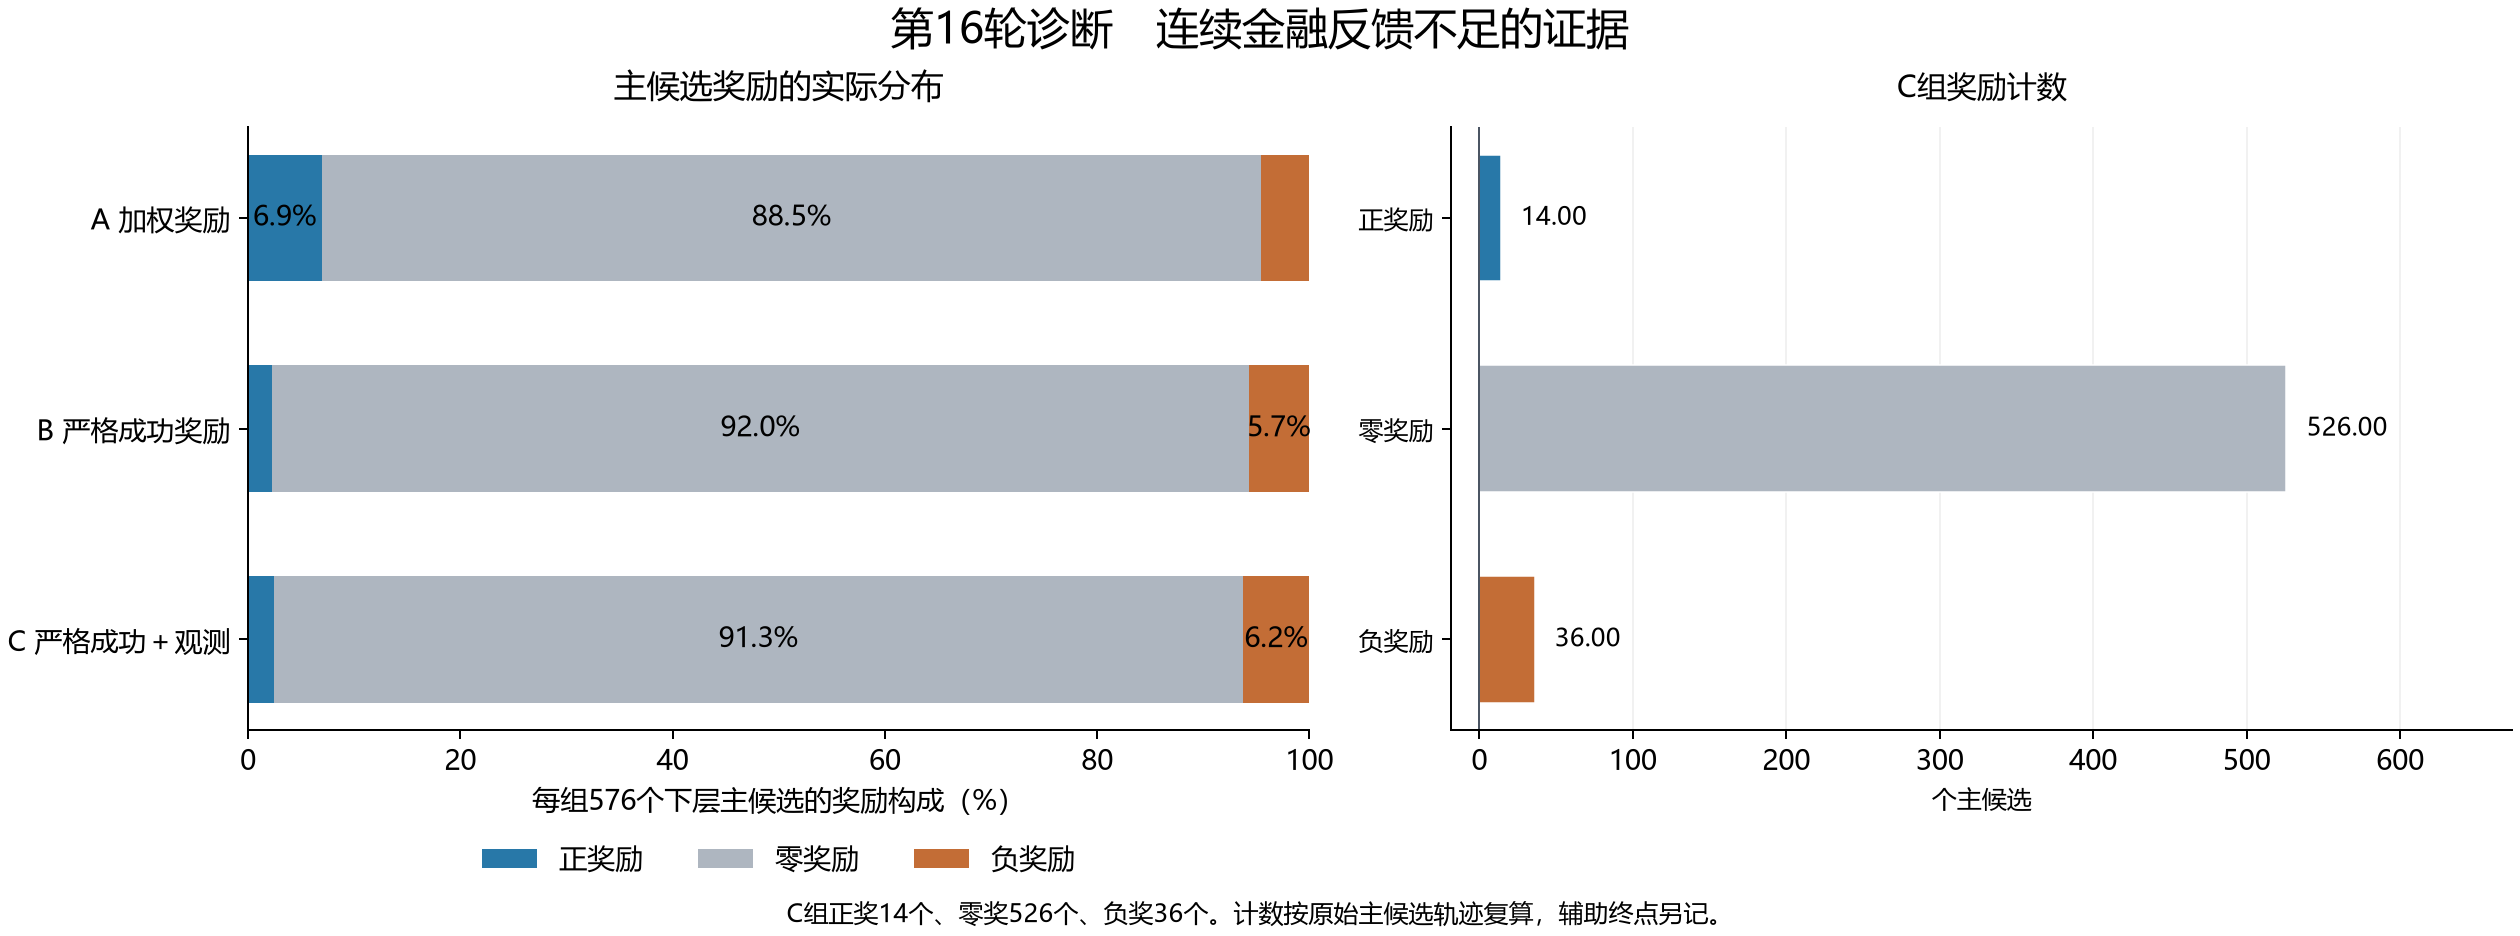 第16轮诊断　连续金融反馈不足的证据
主候选奖励的实际分布
A 加权奖励
6.9%
88.5%
B 严格成功奖励
92.0%
5.7%
C 严格成功 + 观测
91.3%
6.2%
0 20 40 60 80 100
每组576个下层主候选的奖励构成（%）
正奖励 零奖励 负奖励
C组奖励计数
正奖励
14.00
零奖励
526.00
负奖励
36.00
0 100 200 300 400 500 600
个主候选
C组正奖14个、零奖526个、负奖36个。计数按原始主候选轨迹复算，辅助终点另记。